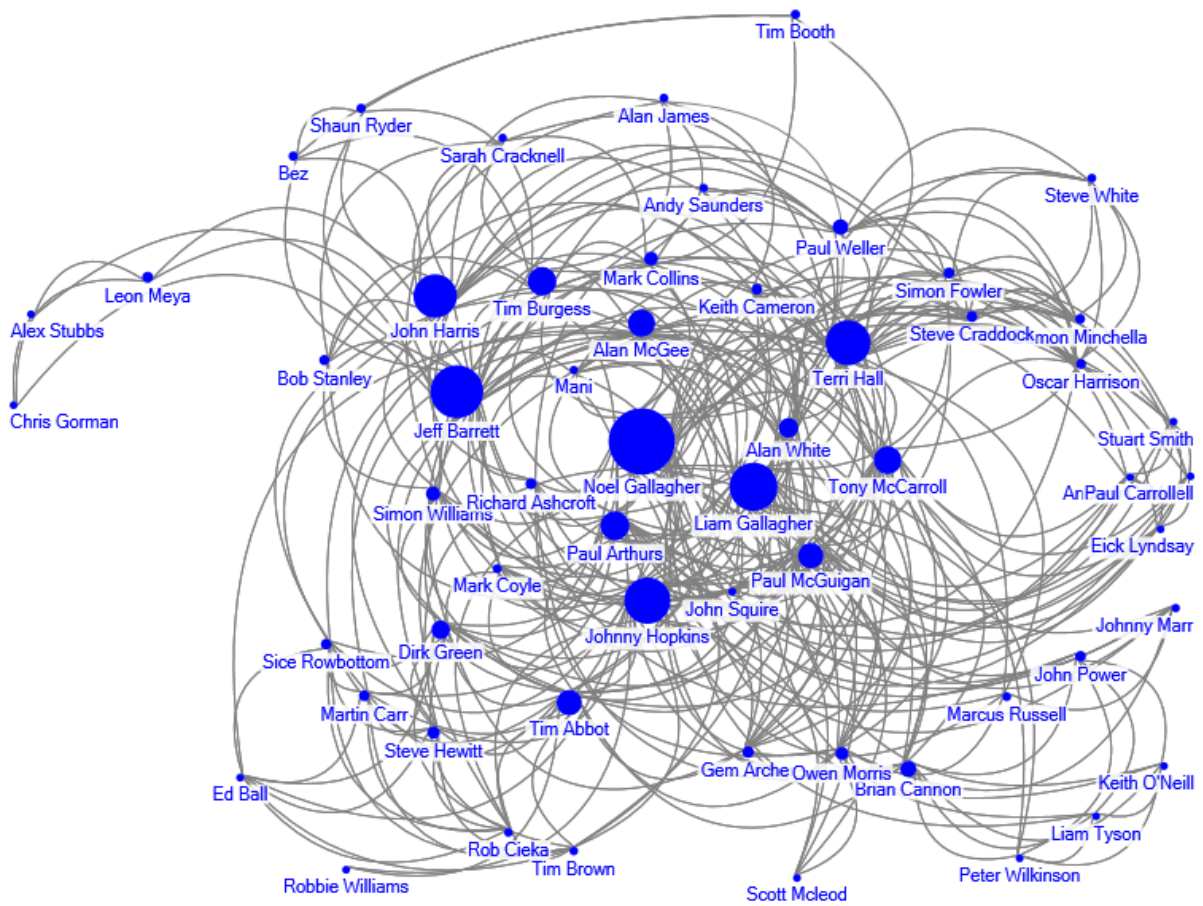 Tim Booth
Shaun Ryder
Alan James
Sarah Cracknell
Bez
Steve White
Andy Saunders
Paul Weller
Mark Collins
Leon Meya
Simon Fowler
Tim Burgess
Keith Cameron
Alex Stubbs
John Harris
Steve Craddock
mon Minchella
Alan McGee
Bob Stanley
Mani
Terri Hall
Oscar Harrison
Chris Gorman
Jeff Barrett
Stuart Smith
Alan White
Noel Gallagher
Tony McCarroll
Paul Carroll
Simon Williams
Richard Ashcroft
Liam Gallagher
Eick Lyndsay
Paul Arthurs
Mark Coyle
Paul McGuigan
John Squire
Johnny Hopkins
Johnny Marr
Dirk Green
Sice Rowbottom
John Power
Martin Carr
Marcus Russell
Tim Abbot
Steve Hewitt
Gem Arche
Owen Morris
Keith O'Neill
Brian Cannon
Ed Ball
Liam Tyson
Rob Cieka
Tim Brown
Peter Wilkinson
Robbie Williams
Scott Mcleod